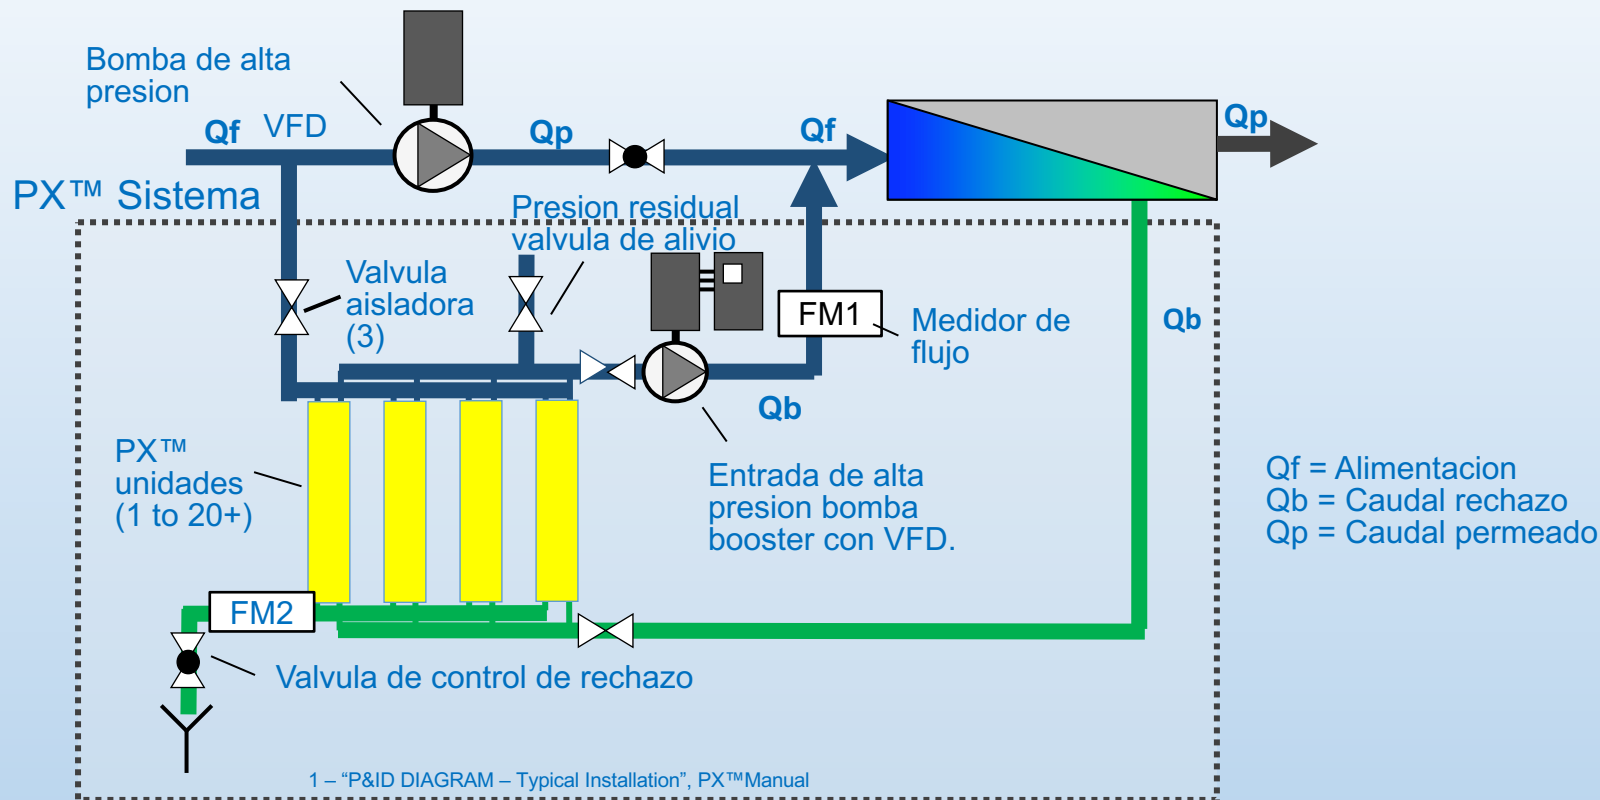 Bomba de alta
presion
Qf
VFD
Qp
Qf
Qp
PX™ Sistema
Presion residual
valvula de alivio
Valvula
aisladora
(3)
FM1
Medidor de
flujo
Qb
Qb
PX™
unidades
(1 to 20+)
Entrada de alta
presion bomba
booster con VFD.
Qf = Alimentacion
Qb = Caudal rechazo
Qp = Caudal permeado
FM2
Valvula de control de rechazo
1 – “P&ID DIAGRAM – Typical Installation”, PX™Manual